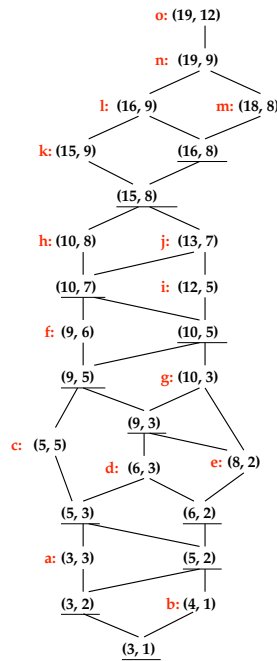 o: (19, 12)
n: (19, 9)
l: (16, 9) m: (18, 8)
k: (15, 9) (16, 8)
(15, 8)
h: (10, 8) j: (13, 7)
(10, 7) i: (12, 5)
f: (9, 6) (10, 5)
(9, 5) g: (10, 3)
(9, 3)
c: (5, 5) e: (8, 2)
d: (6, 3)
(5, 3) (6, 2)
a: (3, 3) (5, 2)
(3, 2) b: (4, 1)
(3, 1)